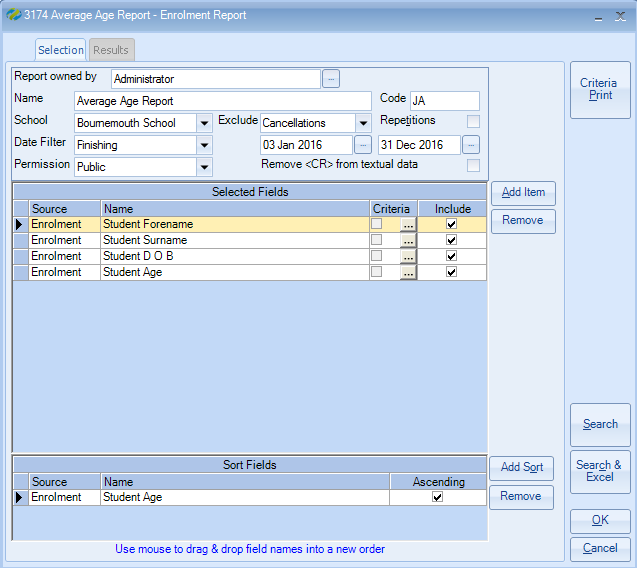 3174 Average Age Report - Enrolment Report
Selection Results
Report owned by Administrator ...
Name Average Age Report Code JA
School Bournemouth School Exclude Cancellations Repetitions
Date Filter Finishing 03 Jan 2016 ... 31 Dec 2016 ...
Permission Public Remove <CR> from textual data
Criteria
Print
Selected Fields
Source Name Criteria Include
Enrolment Student Forename ...
Enrolment Student Surname ...
Enrolment Student D O B ...
Enrolment Student Age ...
Add Item
Remove
Sort Fields
Source Name Ascending
Enrolment Student Age
Add Sort
Remove
Use mouse to drag & drop field names into a new order
Search
Search &
Excel
OK
Cancel